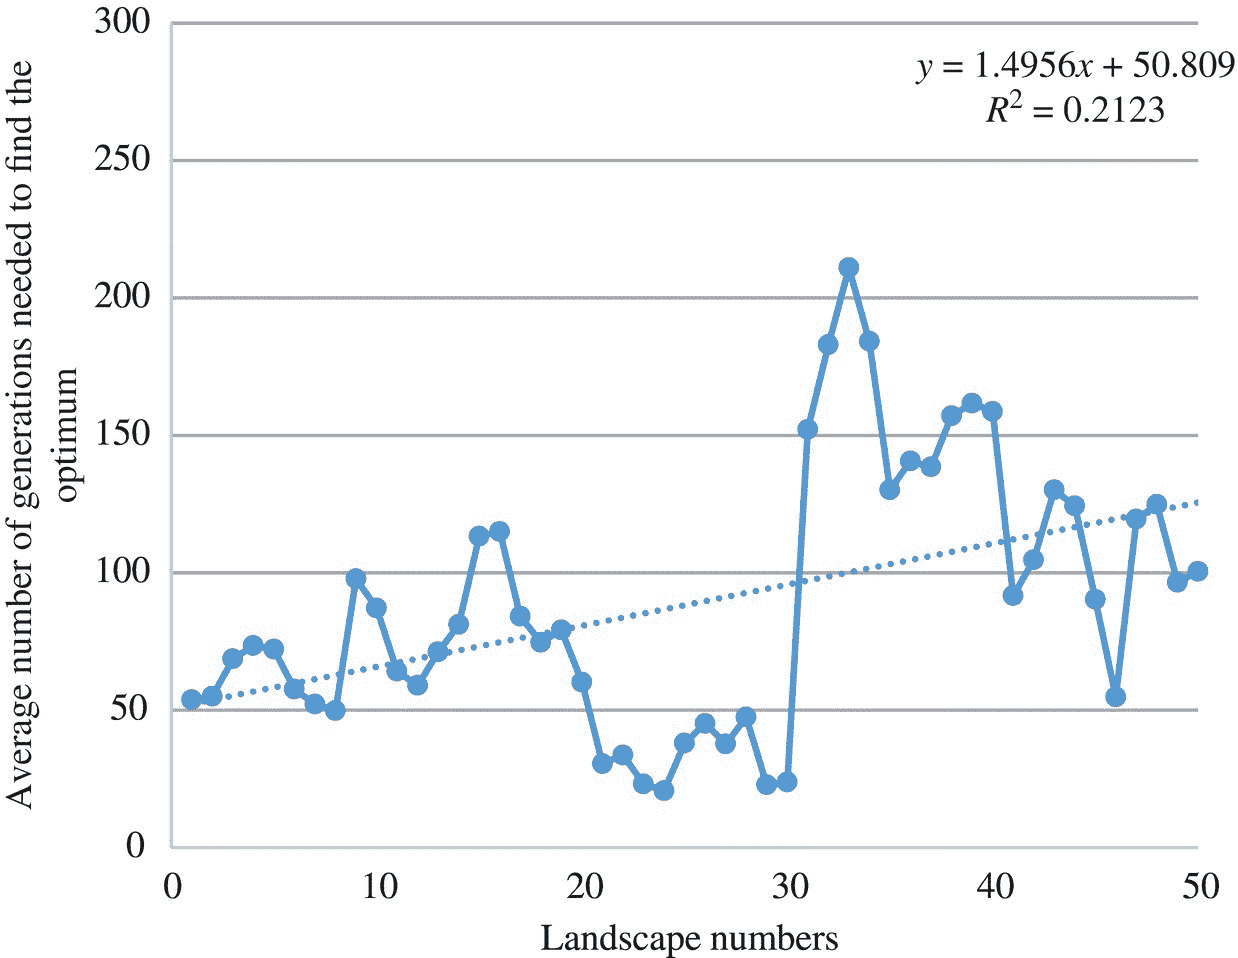 300
250
200
150
100
50
0
y = 1.4956x + 50.809
R² = 0.2123
0 10 20 30 40 50
Landscape numbers
Average number of generations needed to find the
optimum